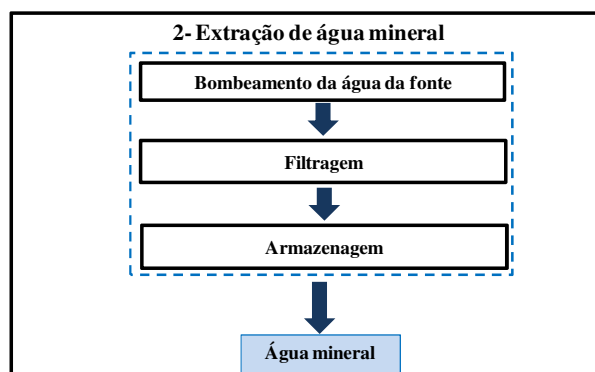 2- Extração de água mineral
Bombeamento da água da fonte
Filtragem
Armazenagem
Água mineral